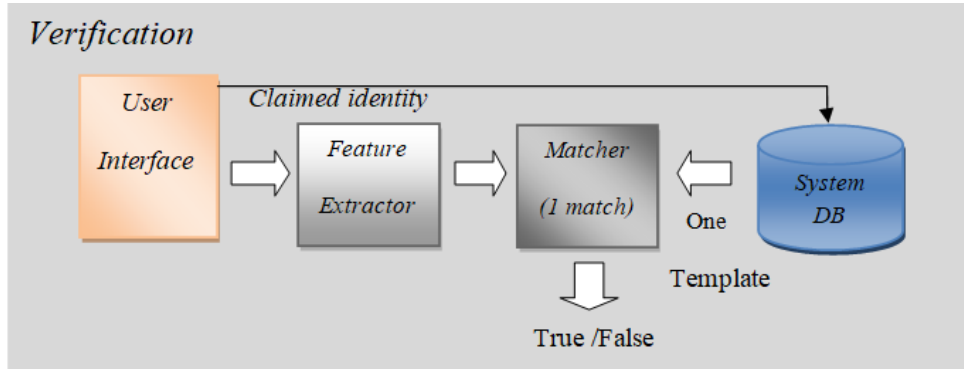 Verification
User
Interface
Claimed identity
Feature
Extractor
Matcher
(1 match)
One
Template
System
DB
True /False